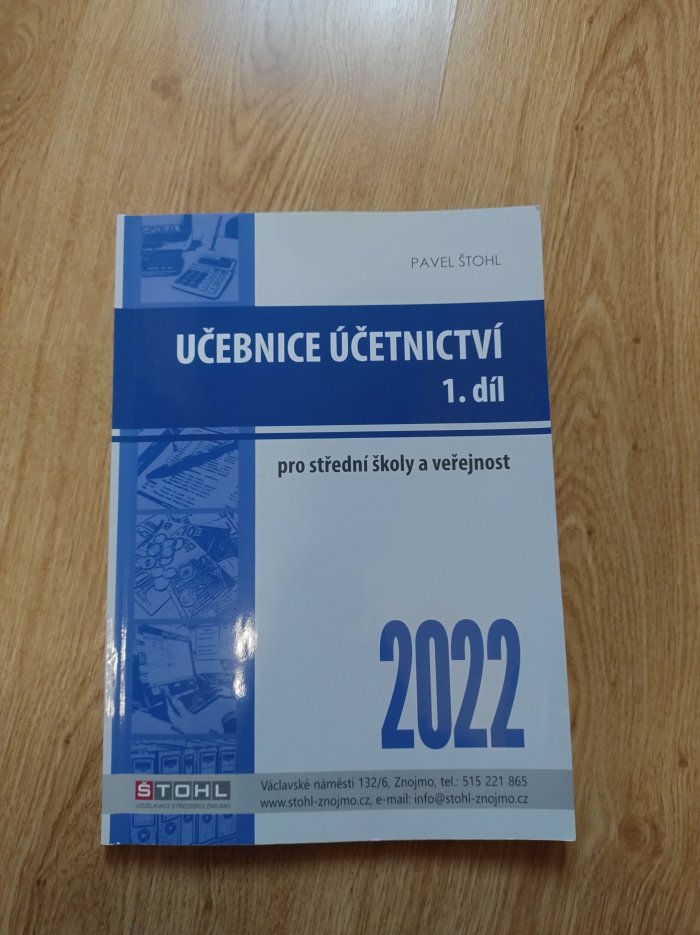 PAVEL ŠTOHL
UČEBNICE ÚČETNICTVÍ
1. díl
pro střední školy a veřejnost
2022
ŠTOHL
VZDĚLÁVACÍ STŘEDISKO ZNOJMO
Václavské náměstí 132/6, Znojmo, tel.: 515 221 865
www.stohl-znojmo.cz, e-mail: info@stohl-znojmo.cz